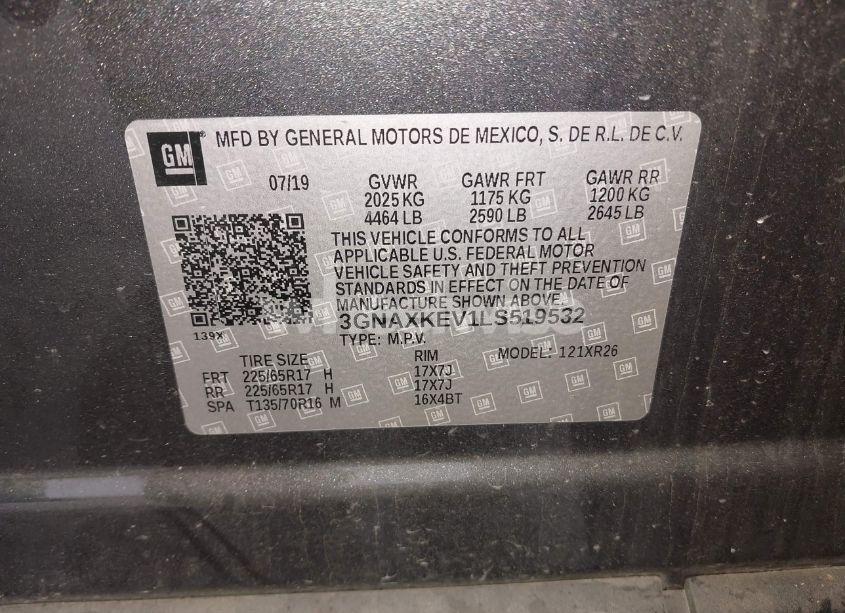 GM
MFD BY GENERAL MOTORS DE MEXICO, S. DE R.L. DE C.V.
07/19 GVWR GAWR FRT GAWR RR
2025 KG 1175 KG 1200 KG
4464 LB 2590 LB 2645 LB
THIS VEHICLE CONFORMS TO ALL
APPLICABLE U.S. FEDERAL MOTOR
VEHICLE SAFETY AND THEFT PREVENTION
STANDARDS IN EFFECT ON THE DATE OF
MANUFACTURE SHOWN ABOVE.
3GNAXKEV1LS519532
139X
TYPE: M.P.V. MODEL: 121XR26
TIRE SIZE RIM
FRT 225/65R17 H 17X7J
RR 225/65R17 H 17X7J
SPA T135/70R16 M 16X4BT